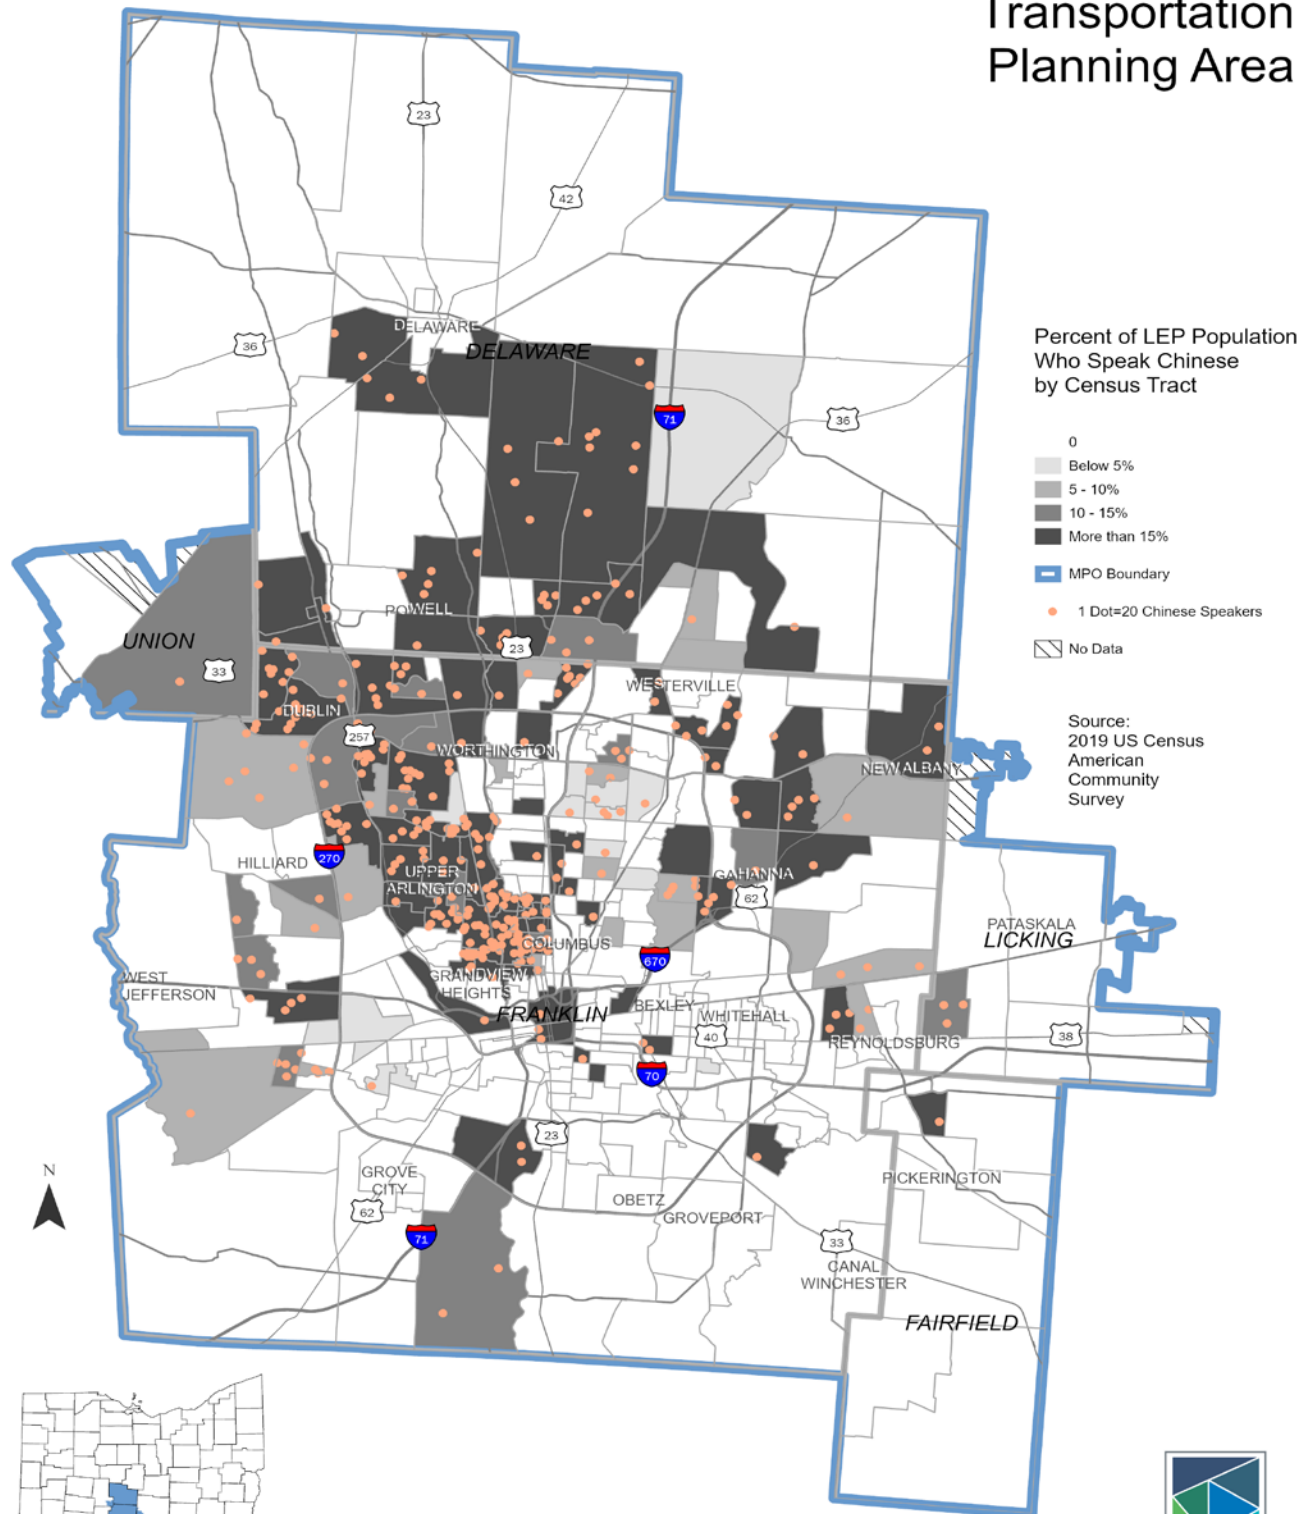 Transportation
Planning Area
23
42
DELAWARE
DELAWARE
36
71
36
Percent of LEP Population
Who Speak Chinese
by Census Tract
0
Below 5%
5 - 10%
10 - 15%
More than 15%
MPO Boundary
1 Dot=20 Chinese Speakers
No Data
Source:
2019 US Census
American
Community
Survey
POWELL
UNION
33
23
WESTERVILLE
DUBLIN
257
WORTHINGTON
NEW ALBANY
HILLIARD
270
UPPER
ARLINGTON
GAHANNA
62
PATASKALA
LICKING
COLUMBUS
670
WEST
JEFFERSON
GRANDVIEW
HEIGHTS
FRANKLIN
BEXLEY
WHITEHALL
40
REYNOLDSBURG
38
70
23
N
GROVE
CITY
62
OBETZ
GROVEPORT
PICKERINGTON
71
33
CANAL
WINCHESTER
FAIRFIELD